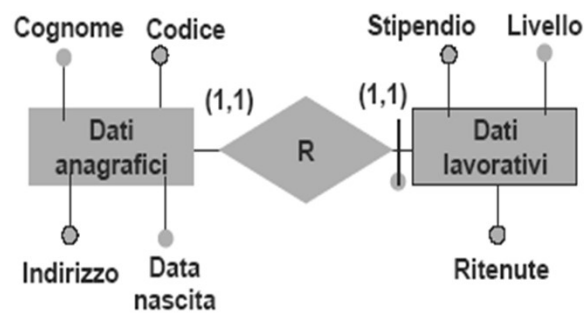 Cognome
Codice
Stipendio
Livello
(1,1)
(1,1)
Dati
anagrafici
R
Dati
lavorativi
Indirizzo
Data
nascita
Ritenute